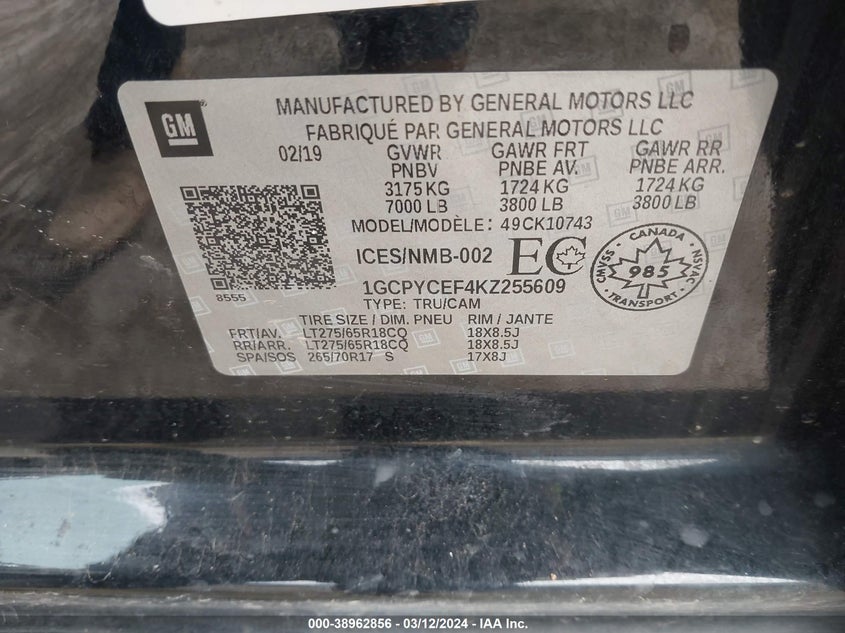 GM
MANUFACTURED BY GENERAL MOTORS LLC
FABRIQUÉ PAR GENERAL MOTORS LLC
02/19 GVWR GAWR FRT GAWR RR
PNBV PNBE AV. PNBE ARR.
3175 KG 1724 KG 1724 KG
7000 LB 3800 LB 3800 LB
MODEL/MODÈLE: 49CK10743
ICES/NMB-002 EC
CANADA
CMVSS 985 NSVAC
TRANSPORT
8555
1GCPYCEF4KZ255609
TYPE: TRU/CAM
TIRE SIZE / DIM. PNEU RIM / JANTE
FRT/AV. LT275/65R18CQ 18X8.5J
RR/ARR. LT275/65R18CQ 18X8.5J
SPA/SOS 265/70R17 S 17X8J
000-38962856 - 03/12/2024 - IAA Inc.